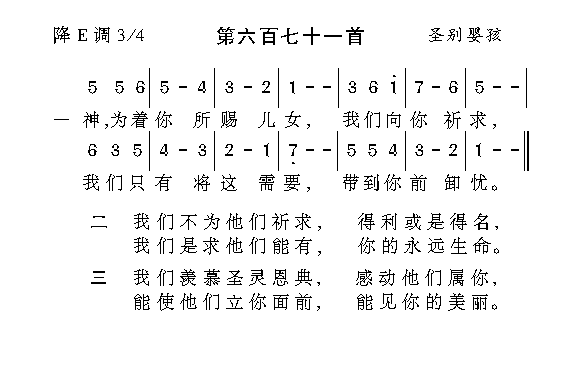 降E调3/4 第六百七十一首 圣别婴孩
5 5 6|5 - 4|3 - 2|1 - -|3 6 i|7 - 6|5 - -|
一 神,为着你 所赐 儿女, 我们向你 祈求,
6 3 5|4 - 3|2 - 1|7 - -|5 5 4|3 - 2|1 - -‖
我们只有 将这 需要, 带到你前 卸忧。
二 我们不为他们祈求, 得利或是得名,
我们是求他们能有, 你的永远生命。
三 我们羡慕圣灵恩典, 感动他们属你,
能使他们立你面前, 能见你的美丽。